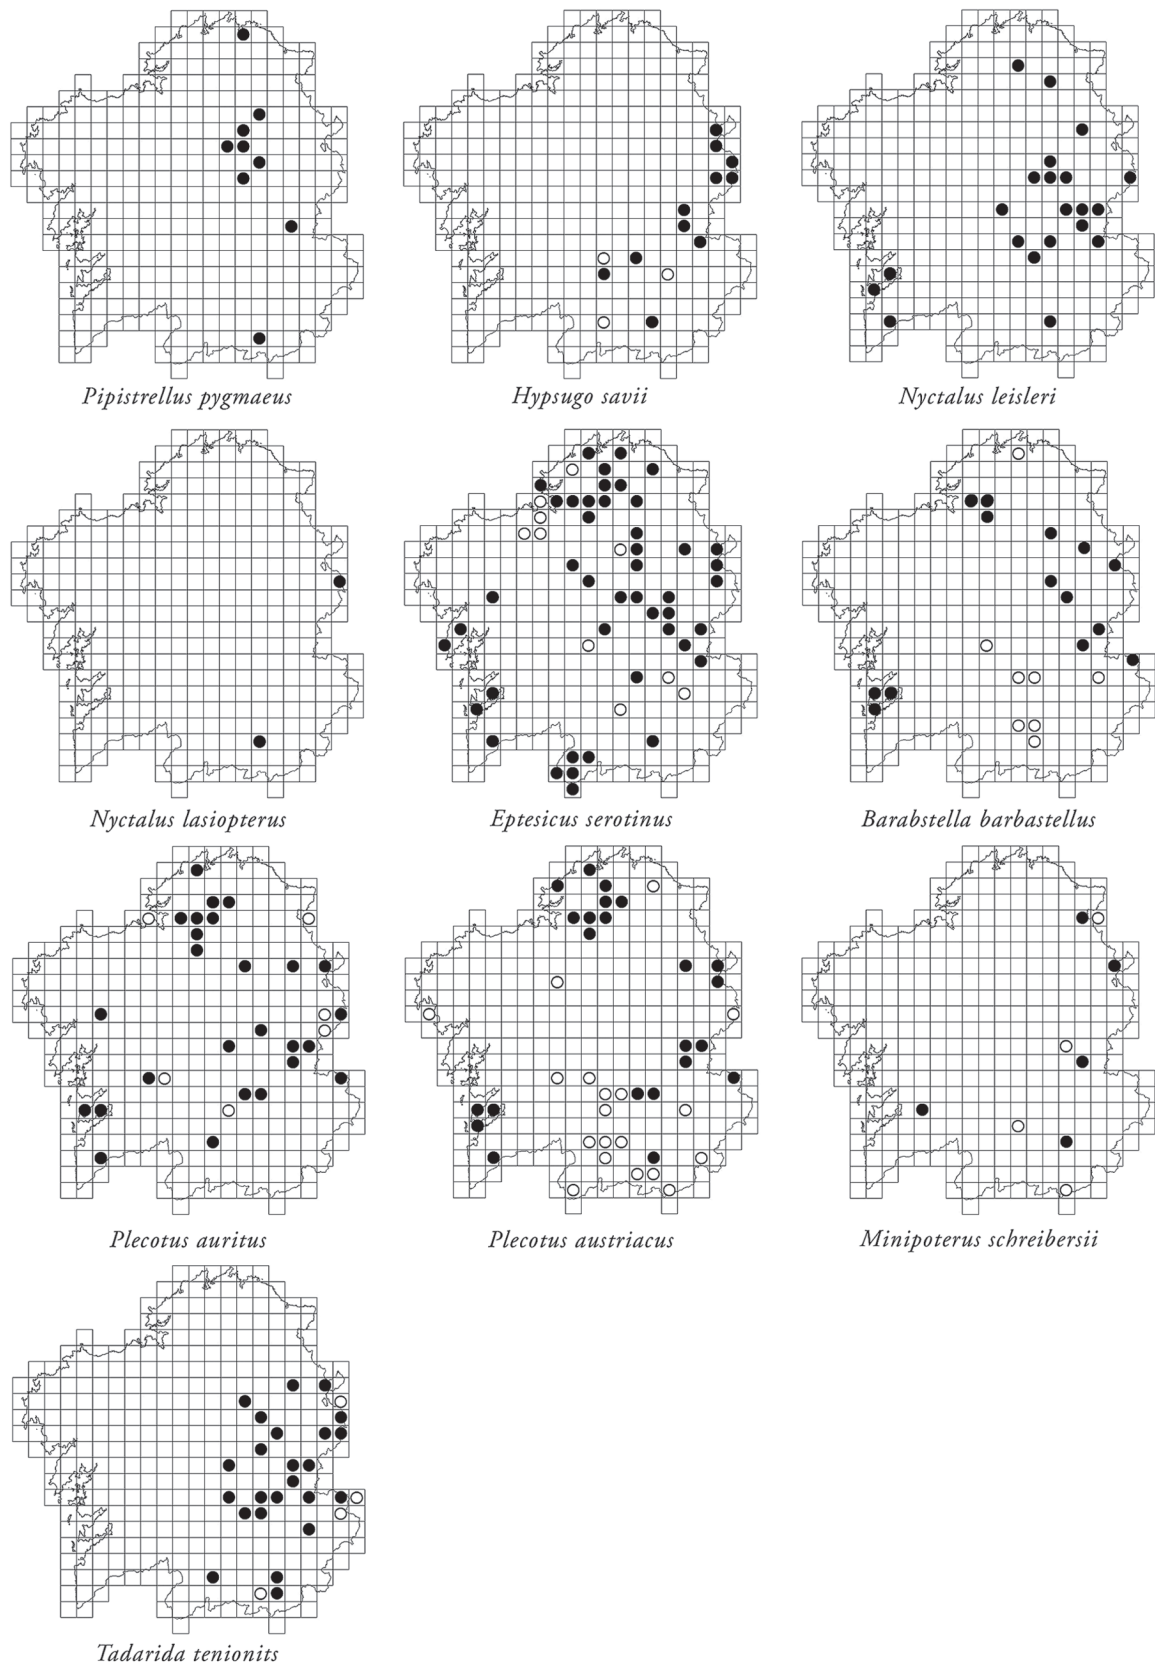 Pipistrellus pygmaeus
Hypsugo savii
Nyctalus leisleri
Nyctalus lasiopterus
Eptesicus serotinus
Barabstella barbastellus
Plecotus auritus
Plecotus austriacus
Minipoterus schreibersii
Tadarida tenionits